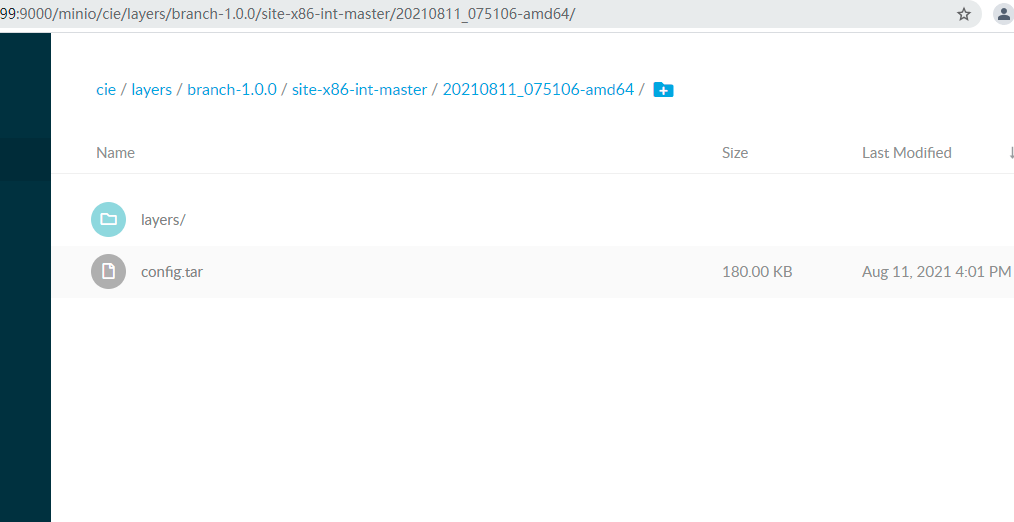 99:9000/minio/cie/layers/branch-1.0.0/site-x86-int-master/20210811_075106-amd64/
cie / layers / branch-1.0.0 / site-x86-int-master / 20210811_075106-amd64 /
Name Size Last Modified
layers/
config.tar 180.00 KB Aug 11, 2021 4:01 PM